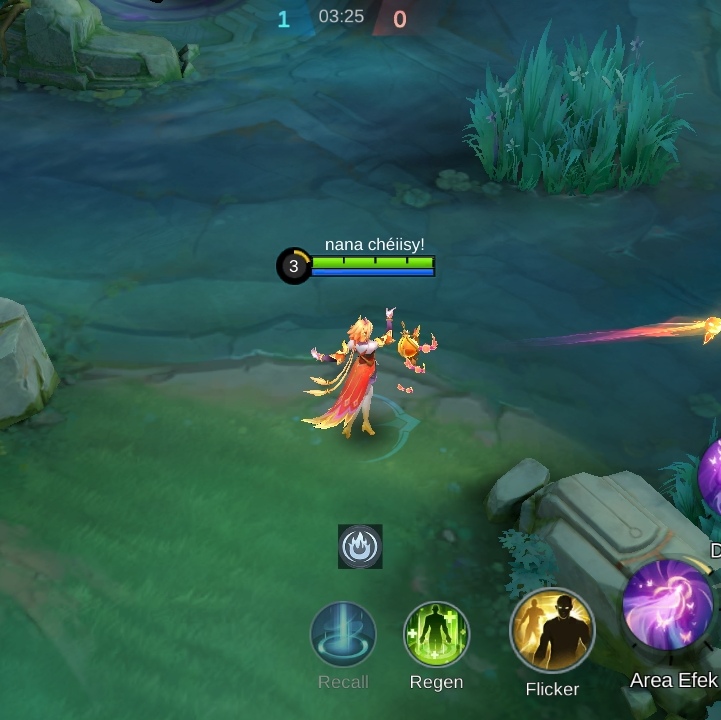 1 03:25 0
nana chéiisy!
3
D
Recall
Regen
Flicker
Area Efek